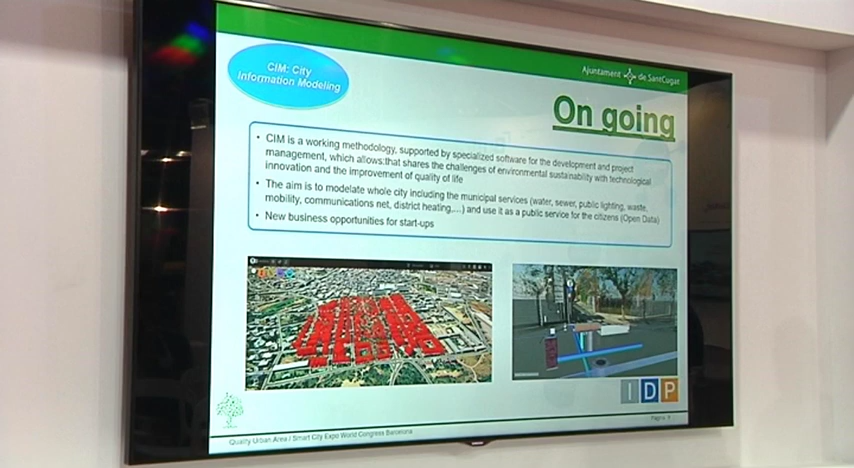 Ajuntament de SantCugat
CIM: City
Information Modeling
On going
• CIM is a working methodology, supported by specialized software for the development and project
management, which allows:that shares the challenges of environmental sustainability with technological
innovation and the improvement of quality of life
• The aim is to modelate whole city including the municipal services (water, sewer, public lighting, waste,
mobility, communications net, district heating,…) and use it as a public service for the citizens (Open Data)
• New business opportunities for start-ups
IDP
Quality Urban Area / Smart City Expo World Congress Barcelona
SAMSUNG